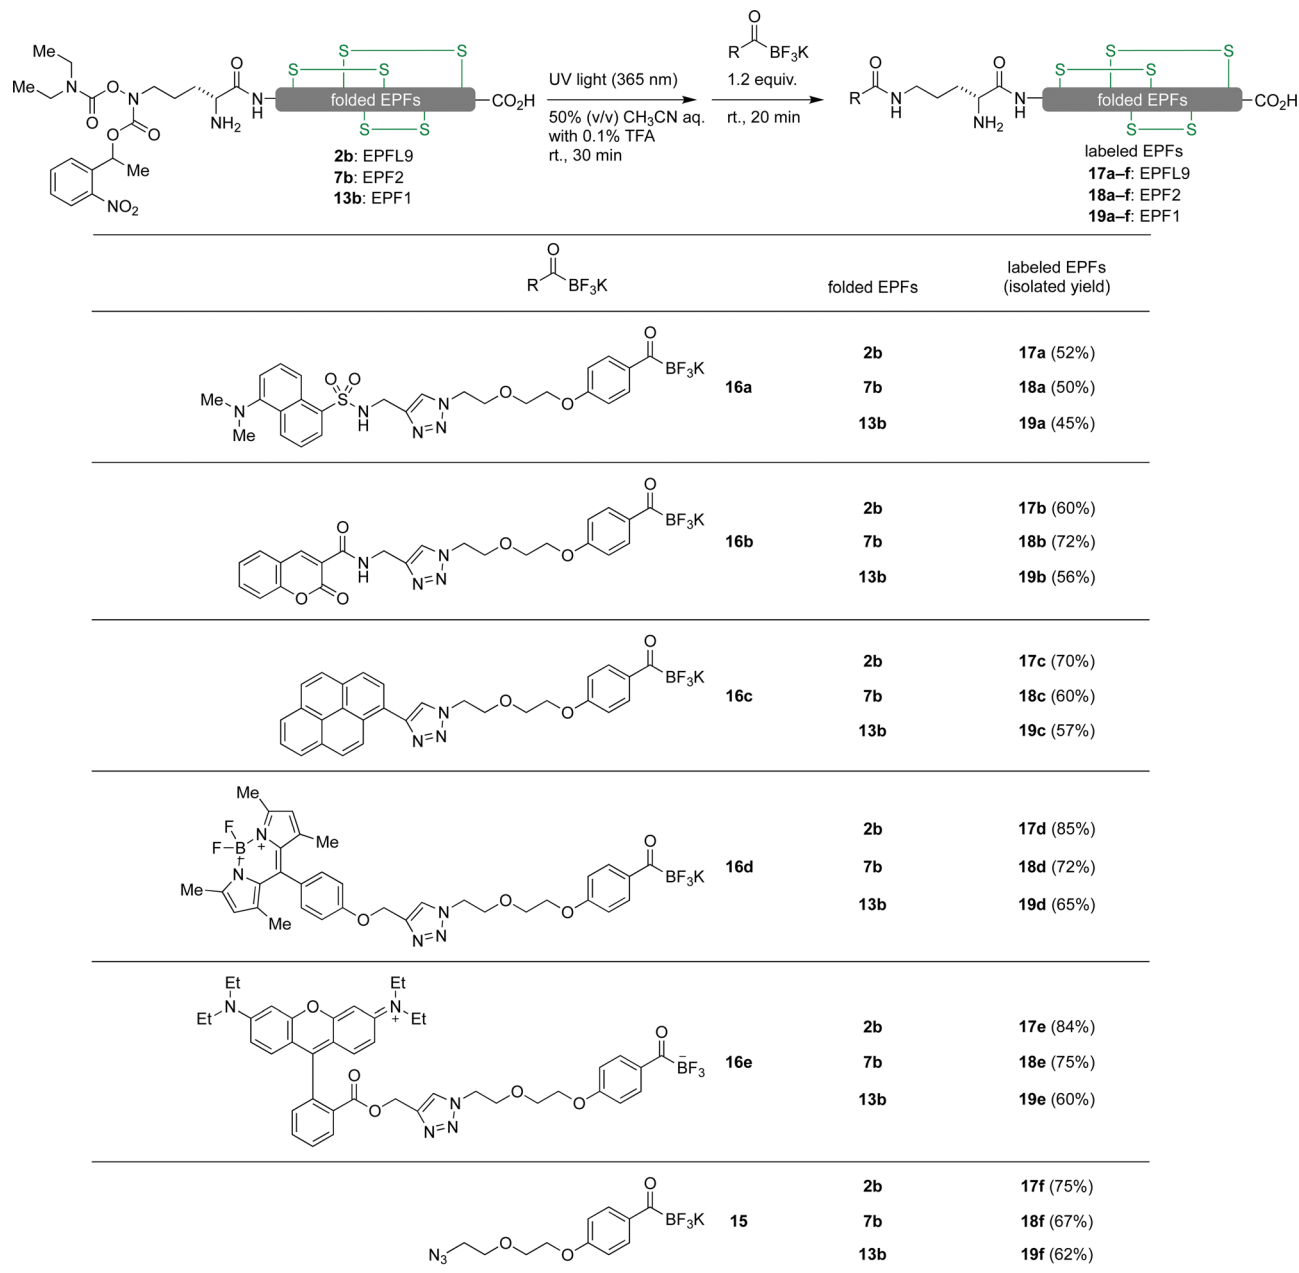 Me
Me
N
O
N
O
O
O
O
Me
NO2
NH2
O
N
H
S
S
S
S
S
S
folded EPFs
CO2H
2b: EPFL9
7b: EPF2
13b: EPF1
UV light (365 nm)
50% (v/v) CH3CN aq.
with 0.1% TFA
rt., 30 min
O
R
BF3K
1.2 equiv.
rt., 20 min
O
R
N
H
NH2
O
N
H
S
S
S
S
S
S
folded EPFs
CO2H
labeled EPFs
17a–f: EPFL9
18a–f: EPF2
19a–f: EPF1
O
R
BF3K
folded EPFs
labeled EPFs
(isolated yield)
Me
N
Me
O
O
S
N
H
N
N
N
O
O
O
BF3K
16a
2b
17a (52%)
7b
18a (50%)
13b
19a (45%)
O
O
O
N
H
N
N
N
O
O
O
BF3K
16b
2b
17b (60%)
7b
18b (72%)
13b
19b (56%)
N
N
N
O
O
O
BF3K
16c
2b
17c (70%)
7b
18c (60%)
13b
19c (57%)
Me
F
F
B
–
N
+
Me
N
Me
Me
O
N
N
N
O
O
O
BF3K
16d
2b
17d (85%)
7b
18d (72%)
13b
19d (65%)
Et
N
Et
O
Et
N
+
Et
O
O
N
N
N
O
O
O
–
BF3
16e
2b
17e (84%)
7b
18e (75%)
13b
19e (60%)
N3
O
O
O
BF3K
15
2b
17f (75%)
7b
18f (67%)
13b
19f (62%)